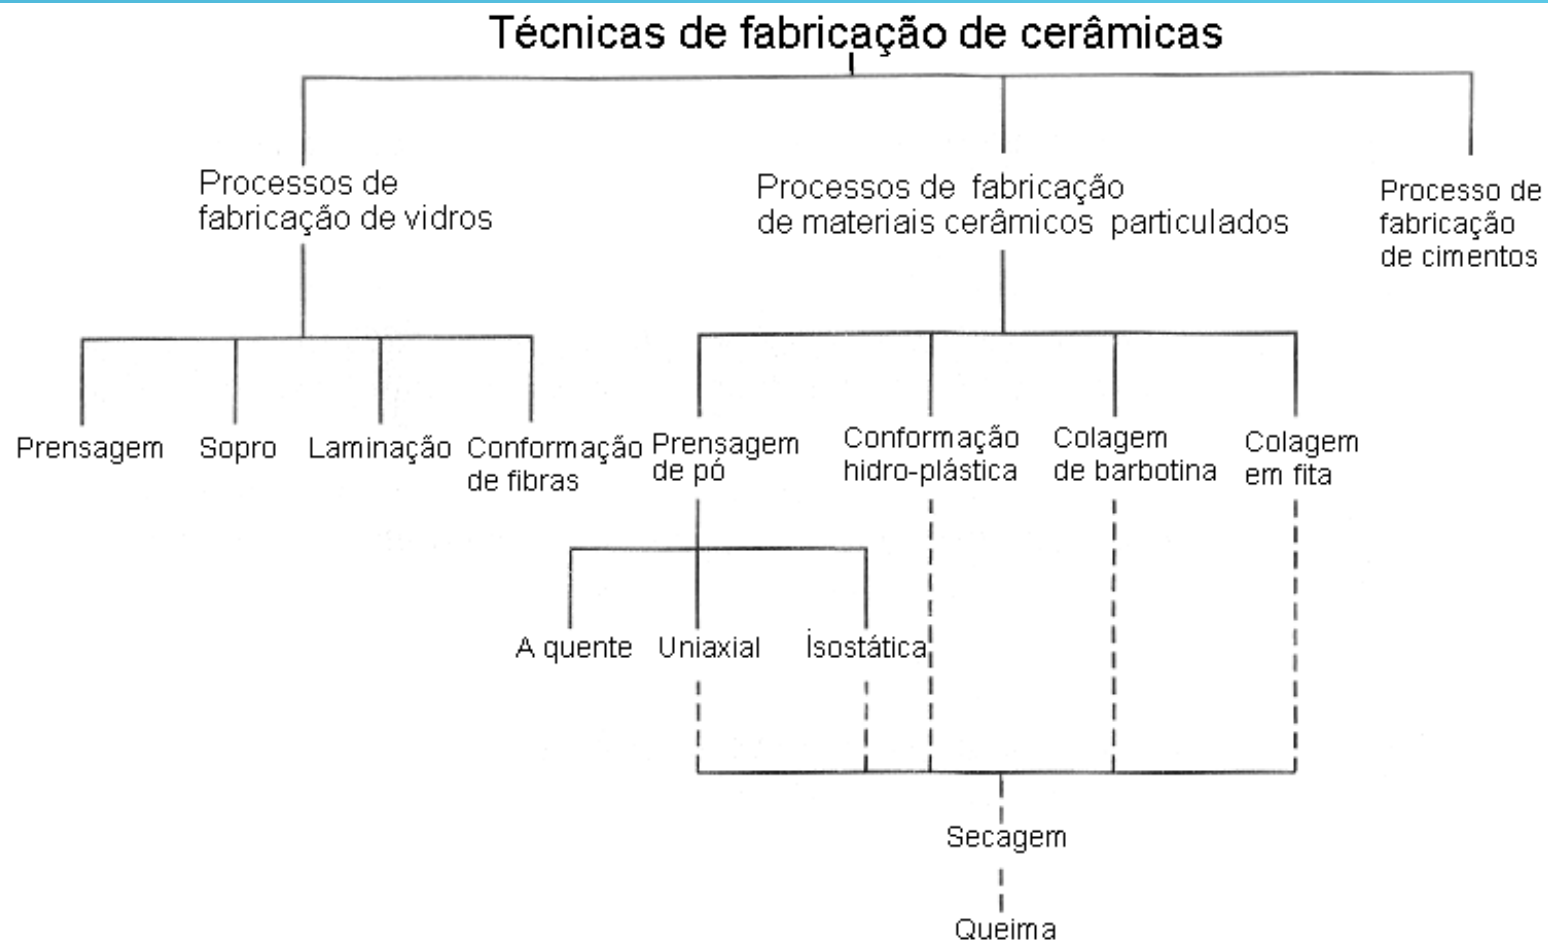 Técnicas de fabricação de cerâmicas
Processos de
fabricação de vidros
Processos de fabricação
de materiais cerâmicos particulados
Processo de
fabricação
de cimentos
Prensagem
Sopro
Laminação
Conformação
de fibras
Prensagem
de pó
Conformação
hidro-plástica
Colagem
de barbotina
Colagem
em fita
A quente
Uniaxial
İsostática
Secagem
Queima